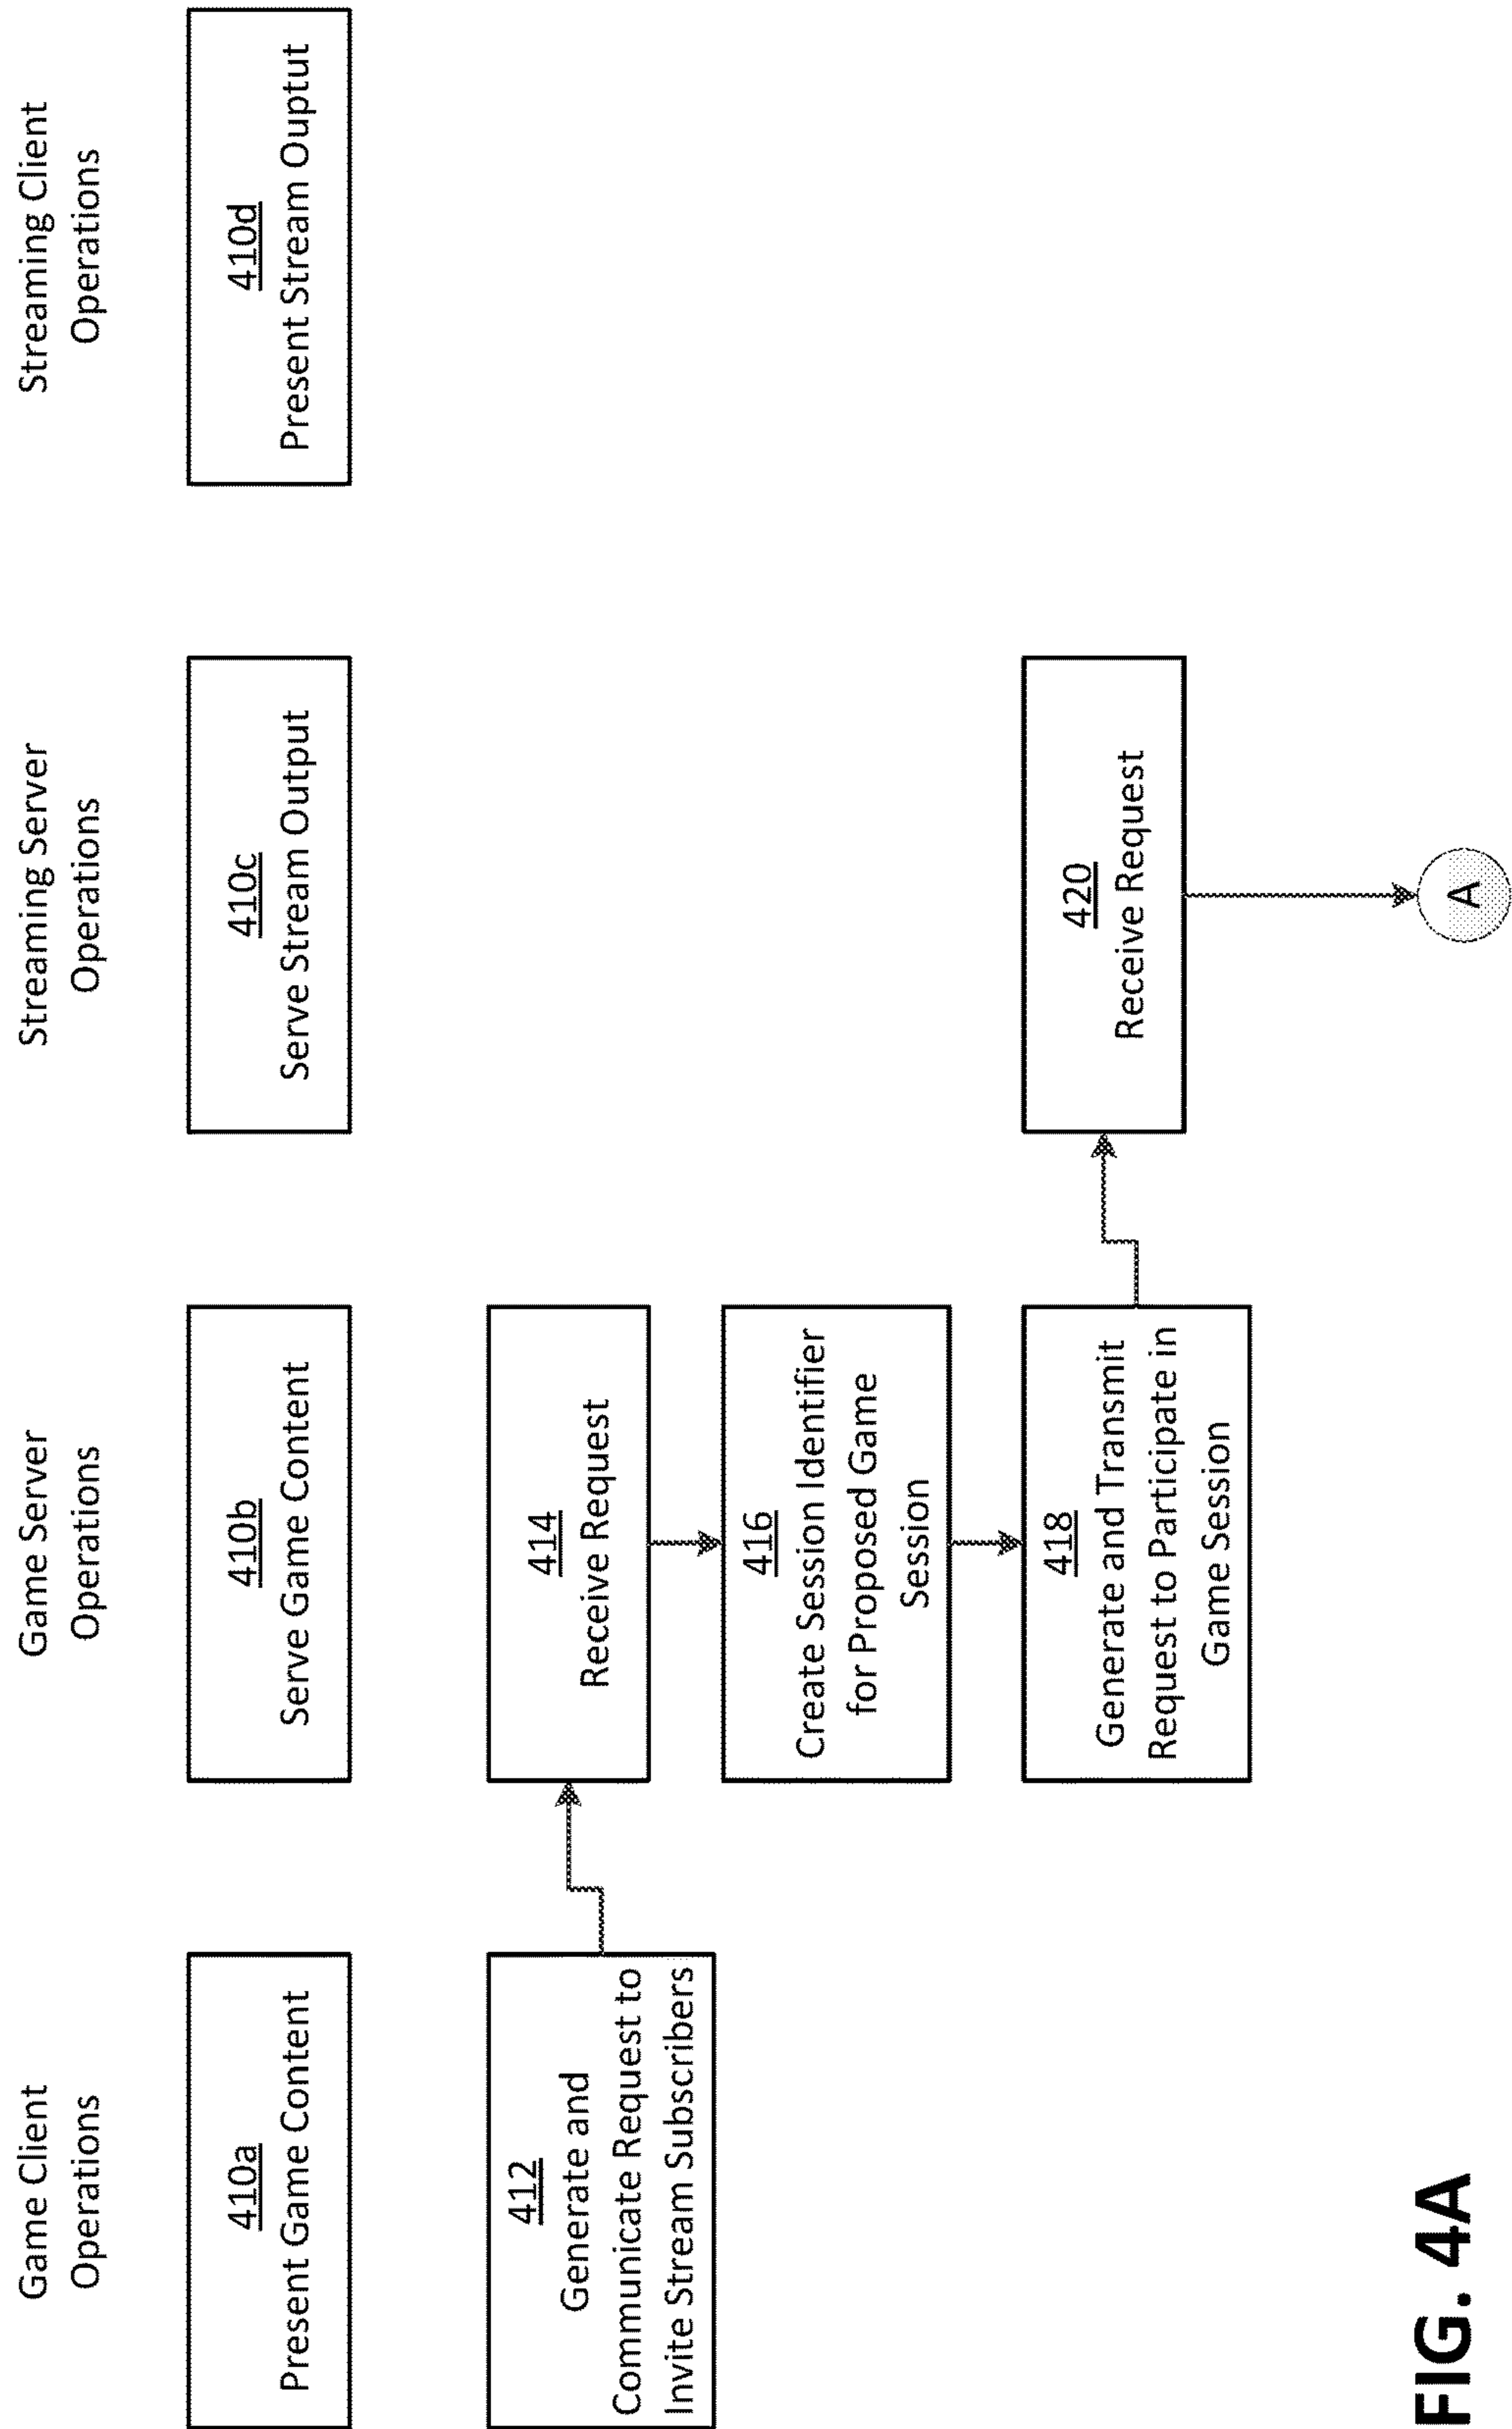 Game Client
Operations
Game Server
Operations
Streaming Server
Operations
Streaming Client
Operations
410a
Present Game Content
410b
Serve Game Content
410c
Serve Stream Output
410d
Present Stream Ouptut
412
Generate and
Communicate Request to
Invite Stream Subscribers
414
Receive Request
416
Create Session Identifier
for Proposed Game
Session
418
Generate and Transmit
Request to Participate in
Game Session
420
Receive Request
A
FIG. 4A